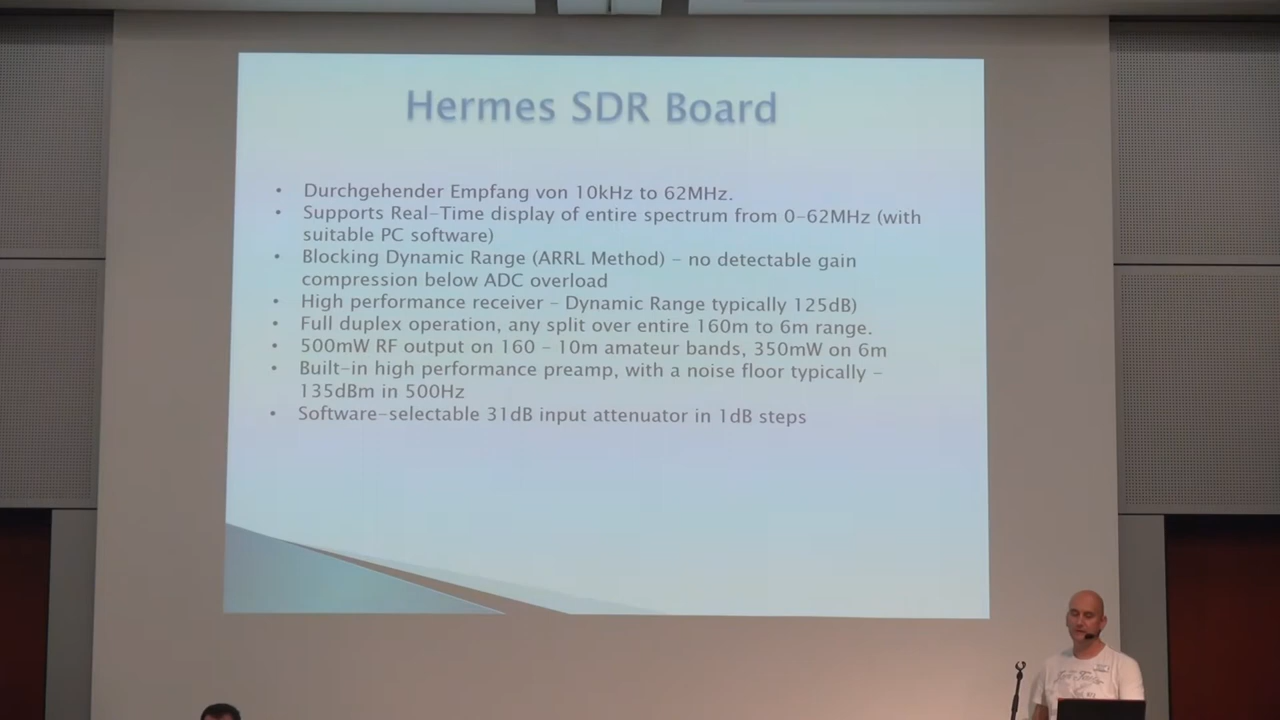 Hermes SDR Board
• Durchgehender Empfang von 10kHz to 62MHz.
• Supports Real-Time display of entire spectrum from 0-62MHz (with
suitable PC software)
• Blocking Dynamic Range (ARRL Method) – no detectable gain
compression below ADC overload
• High performance receiver – Dynamic Range typically 125dB)
• Full duplex operation, any split over entire 160m to 6m range.
• 500mW RF output on 160 – 10m amateur bands, 350mW on 6m
• Built-in high performance preamp, with a noise floor typically –
135dBm in 500Hz
• Software-selectable 31dB input attenuator in 1dB steps